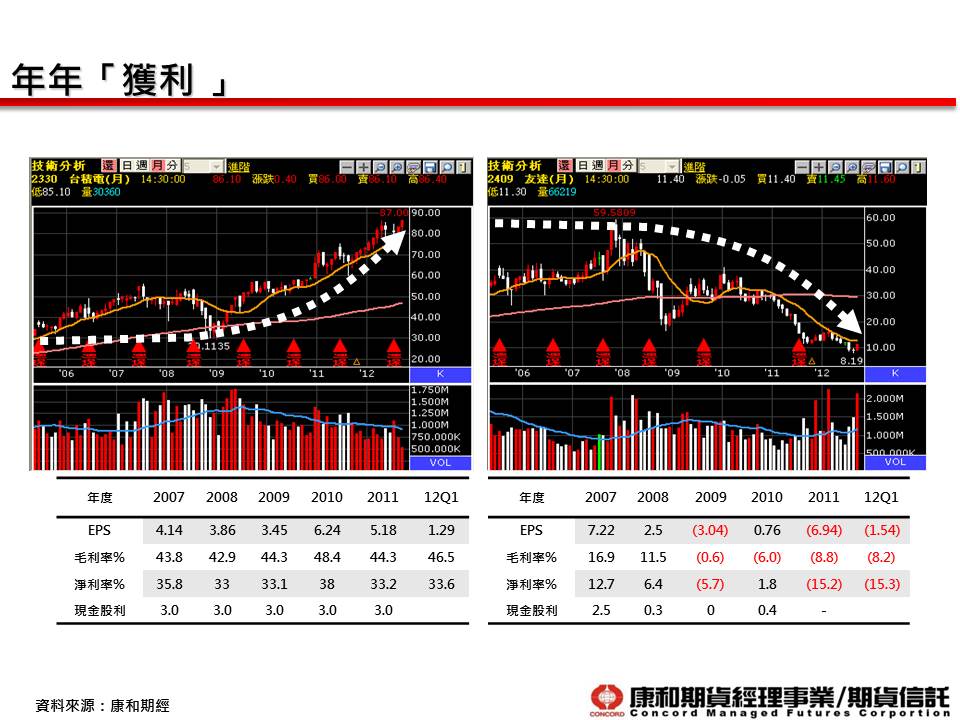 年年「獲利 」
技術分析 還 日 週 月 分 5 進階
2330 台積電(月) 14:30:00 86.10 漲跌0.40 買86.00 賣86.10 高86.40
低85.10 量30360
87.00
90.00
80.00
70.00
60.00
50.00
40.00
30.00
20.00
'06 '07 '08 '09 '10 '11 '12 K
1.750M
1.500M
1.250M
1.000M
750.000K
500.000K
VOL
技術分析 還 日 週 月 分 5 進階
2409 友達(月) 14:30:00 11.40 漲跌-0.05 買11.40 賣11.45 高11.60
低11.30 量66219
59.5809
60.00
50.00
40.00
30.00
20.00
10.00
8.19
'06 '07 '08 '09 '10 '11 '12 K
2.000M
1.500M
1.000M
500.000K
VOL
年度 2007 2008 2009 2010 2011 12Q1
EPS 4.14 3.86 3.45 6.24 5.18 1.29
毛利率% 43.8 42.9 44.3 48.4 44.3 46.5
淨利率% 35.8 33 33.1 38 33.2 33.6
現金股利 3.0 3.0 3.0 3.0 3.0
年度 2007 2008 2009 2010 2011 12Q1
EPS 7.22 2.5 (3.04) 0.76 (6.94) (1.54)
毛利率% 16.9 11.5 (0.6) (6.0) (8.8) (8.2)
淨利率% 12.7 6.4 (5.7) 1.8 (15.2) (15.3)
現金股利 2.5 0.3 0 0.4 -
資料來源：康和期經
CONCORD
康和期貨經理事業/期貨信託
Concord Managed Futures Corportion